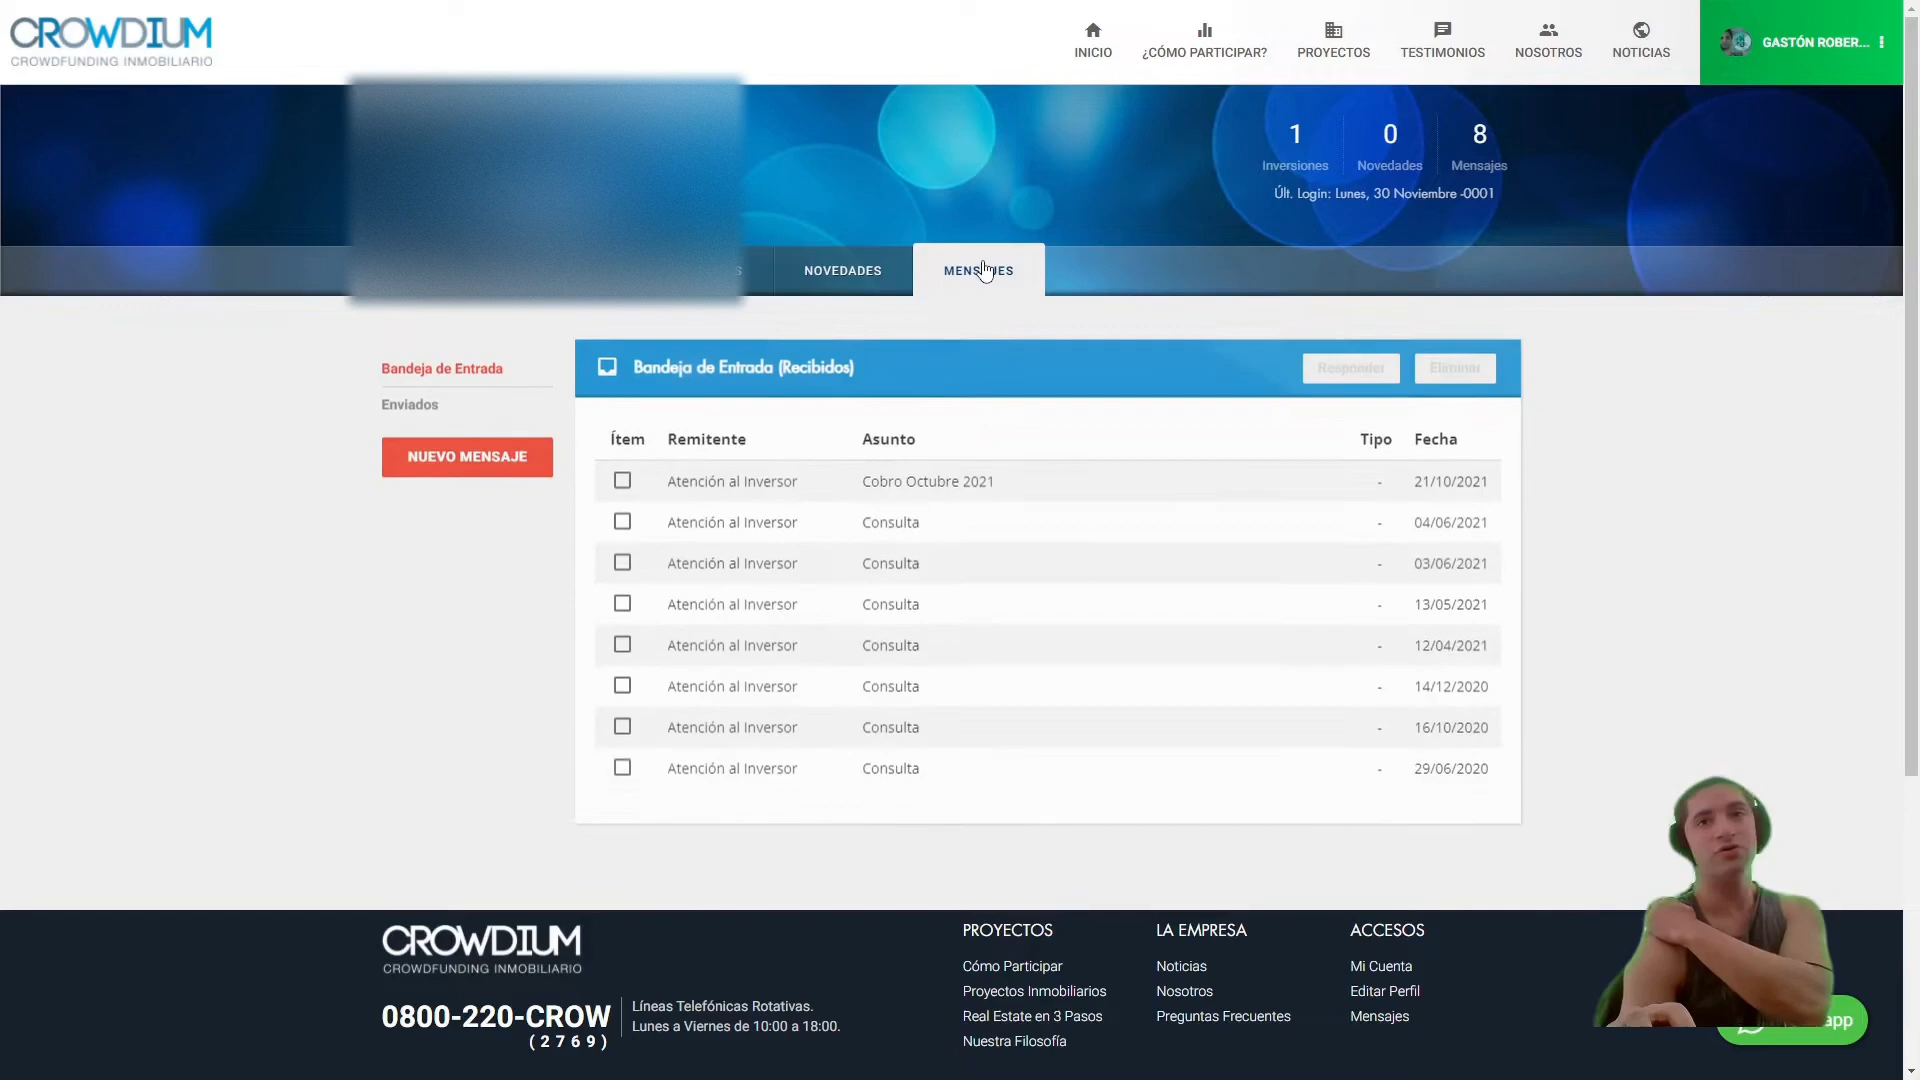 CROWDIUM
CROWDFUNDING INMOBILIARIO
INICIO
¿CÓMO PARTICIPAR?
PROYECTOS
TESTIMONIOS
NOSOTROS
NOTICIAS
GASTÓN ROBER...
1
0
8
Inversiones
Novedades
Mensajes
Últ. Login: Lunes, 30 Noviembre -0001
S
NOVEDADES
MENSAJES
Bandeja de Entrada
Enviados
NUEVO MENSAJE
Bandeja de Entrada (Recibidos)
Responder
Eliminar
Ítem Remitente Asunto Tipo Fecha
Atención al Inversor Cobro Octubre 2021 - 21/10/2021
Atención al Inversor Consulta - 04/06/2021
Atención al Inversor Consulta - 03/06/2021
Atención al Inversor Consulta - 13/05/2021
Atención al Inversor Consulta - 12/04/2021
Atención al Inversor Consulta - 14/12/2020
Atención al Inversor Consulta - 16/10/2020
Atención al Inversor Consulta - 29/06/2020
CROWDIUM
CROWDFUNDING INMOBILIARIO
0800-220-CROW
(2769)
Líneas Telefónicas Rotativas.
Lunes a Viernes de 10:00 a 18:00.
PROYECTOS
Cómo Participar
Proyectos Inmobiliarios
Real Estate en 3 Pasos
Nuestra Filosofía
LA EMPRESA
Noticias
Nosotros
Preguntas Frecuentes
ACCESOS
Mi Cuenta
Editar Perfil
Mensajes
app